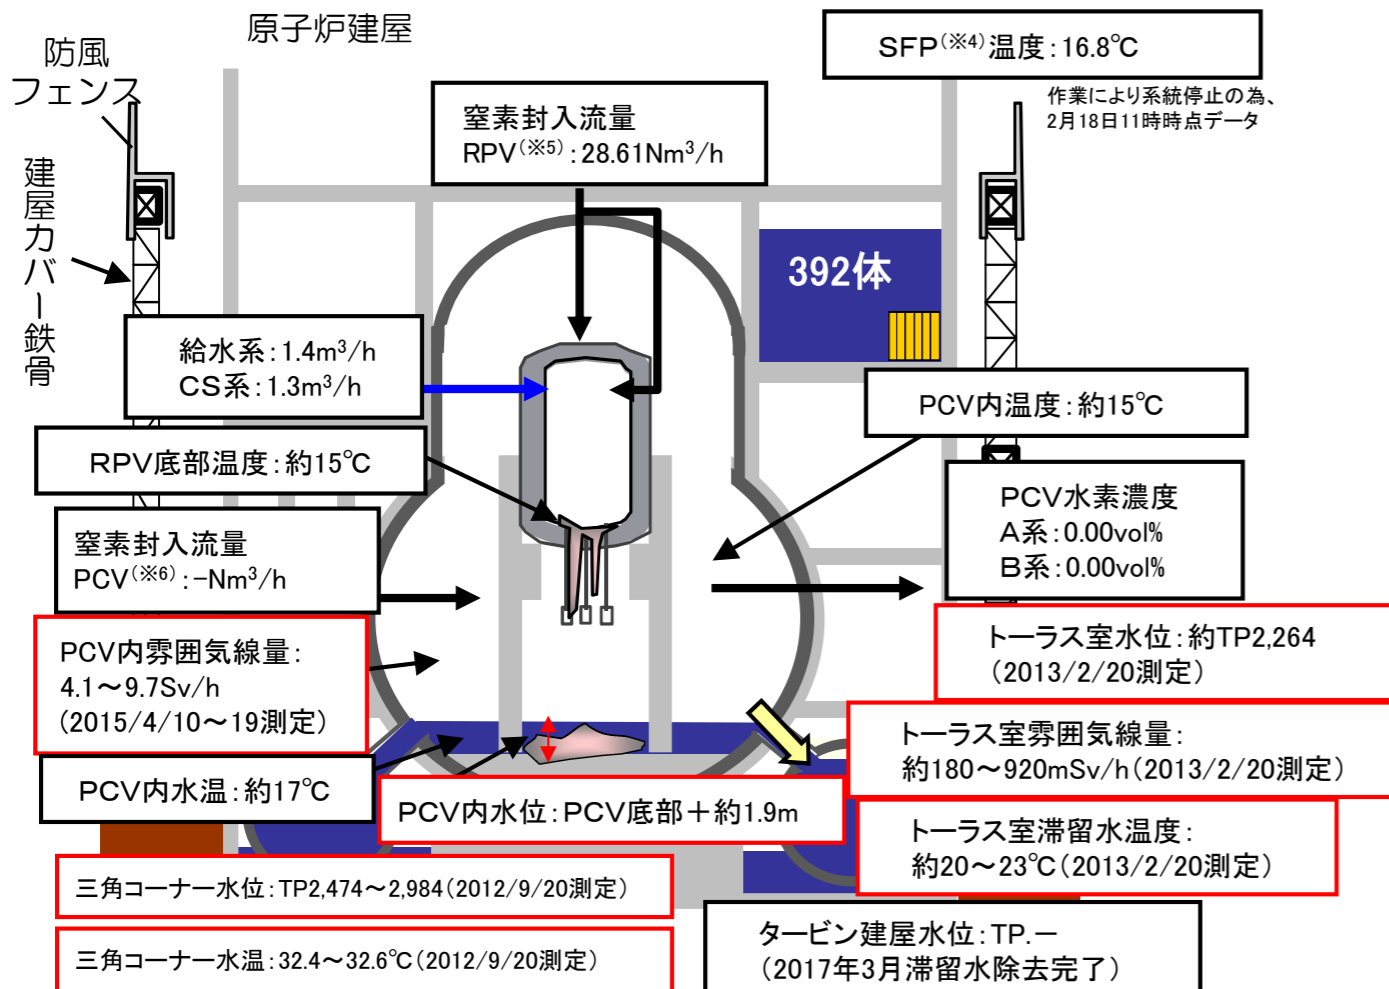 原子炉建屋
防風
フェンス
建屋カバー鉄骨
SFP(※4)温度：16.8℃
作業により系統停止の為、
2月18日11時時点データ
窒素封入流量
RPV(※5)：28.61Nm³/h
392体
給水系：1.4m³/h
CS系：1.3m³/h
PCV内温度：約15℃
RPV底部温度：約15℃
PCV水素濃度
A系：0.00vol%
B系：0.00vol%
窒素封入流量
PCV(※6)：-Nm³/h
PCV内雰囲気線量：
4.1～9.7Sv/h
(2015/4/10～19測定)
トーラス室水位：約TP2,264
(2013/2/20測定)
トーラス室雰囲気線量：
約180～920mSv/h(2013/2/20測定)
PCV内水温：約17℃
PCV内水位：PCV底部＋約1.9m
トーラス室滞留水温度：
約20～23℃(2013/2/20測定)
三角コーナー水位：TP2,474～2,984(2012/9/20測定)
三角コーナー水温：32.4～32.6℃(2012/9/20測定)
タービン建屋水位：TP.－
(2017年3月滞留水除去完了)